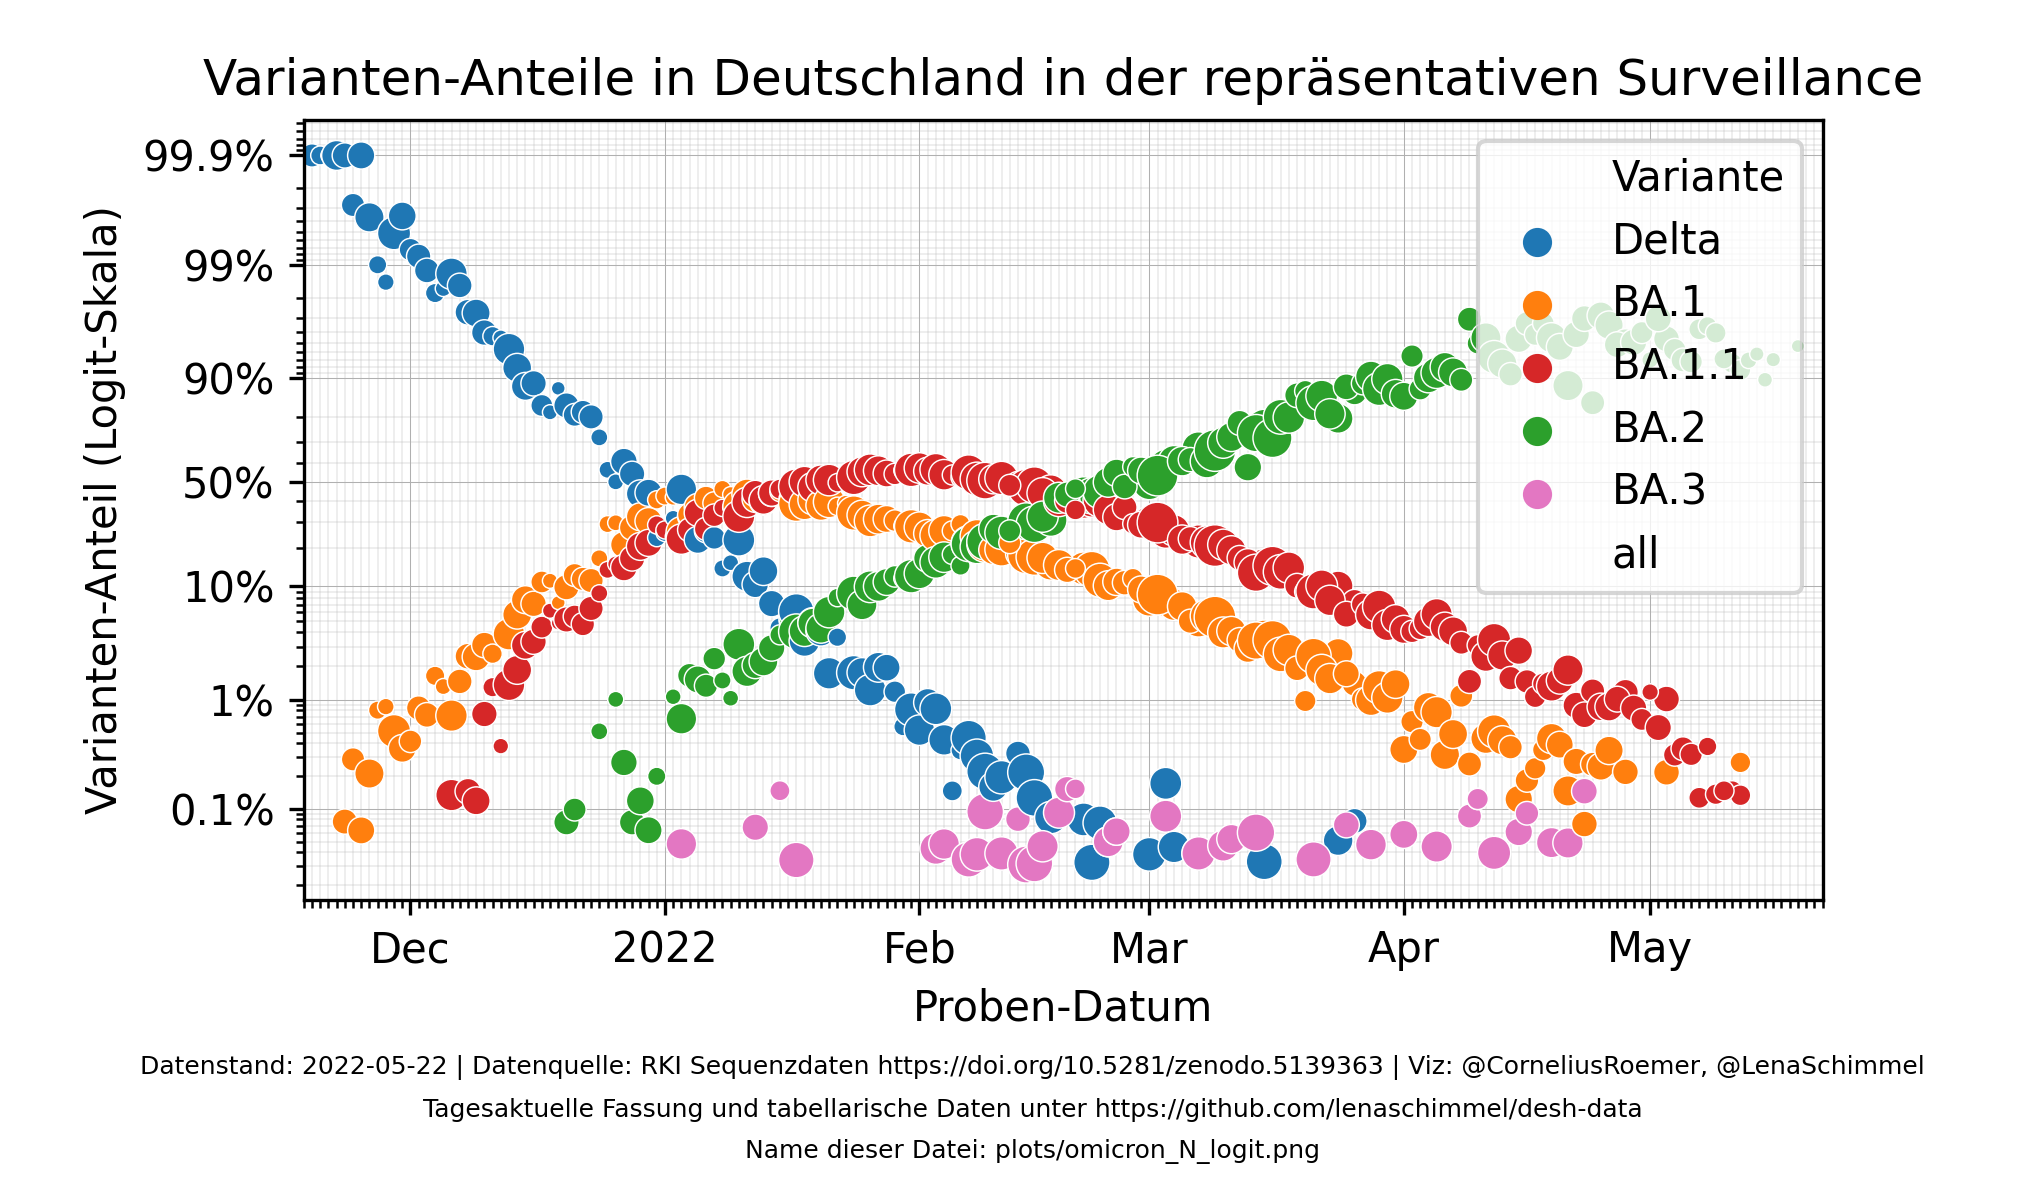 Varianten-Anteile in Deutschland in der repräsentativen Surveillance
Varianten-Anteil (Logit-Skala)
99.9%
99%
90%
50%
10%
1%
0.1%
Variante
Delta
BA.1
BA.1.1
BA.2
BA.3
all
Dec 2022 Feb Mar Apr May
Proben-Datum
Datenstand: 2022-05-22 | Datenquelle: RKI Sequenzdaten https://doi.org/10.5281/zenodo.5139363 | Viz: @CorneliusRoemer, @LenaSchimmel
Tagesaktuelle Fassung und tabellarische Daten unter https://github.com/lenaschimmel/desh-data
Name dieser Datei: plots/omicron_N_logit.png